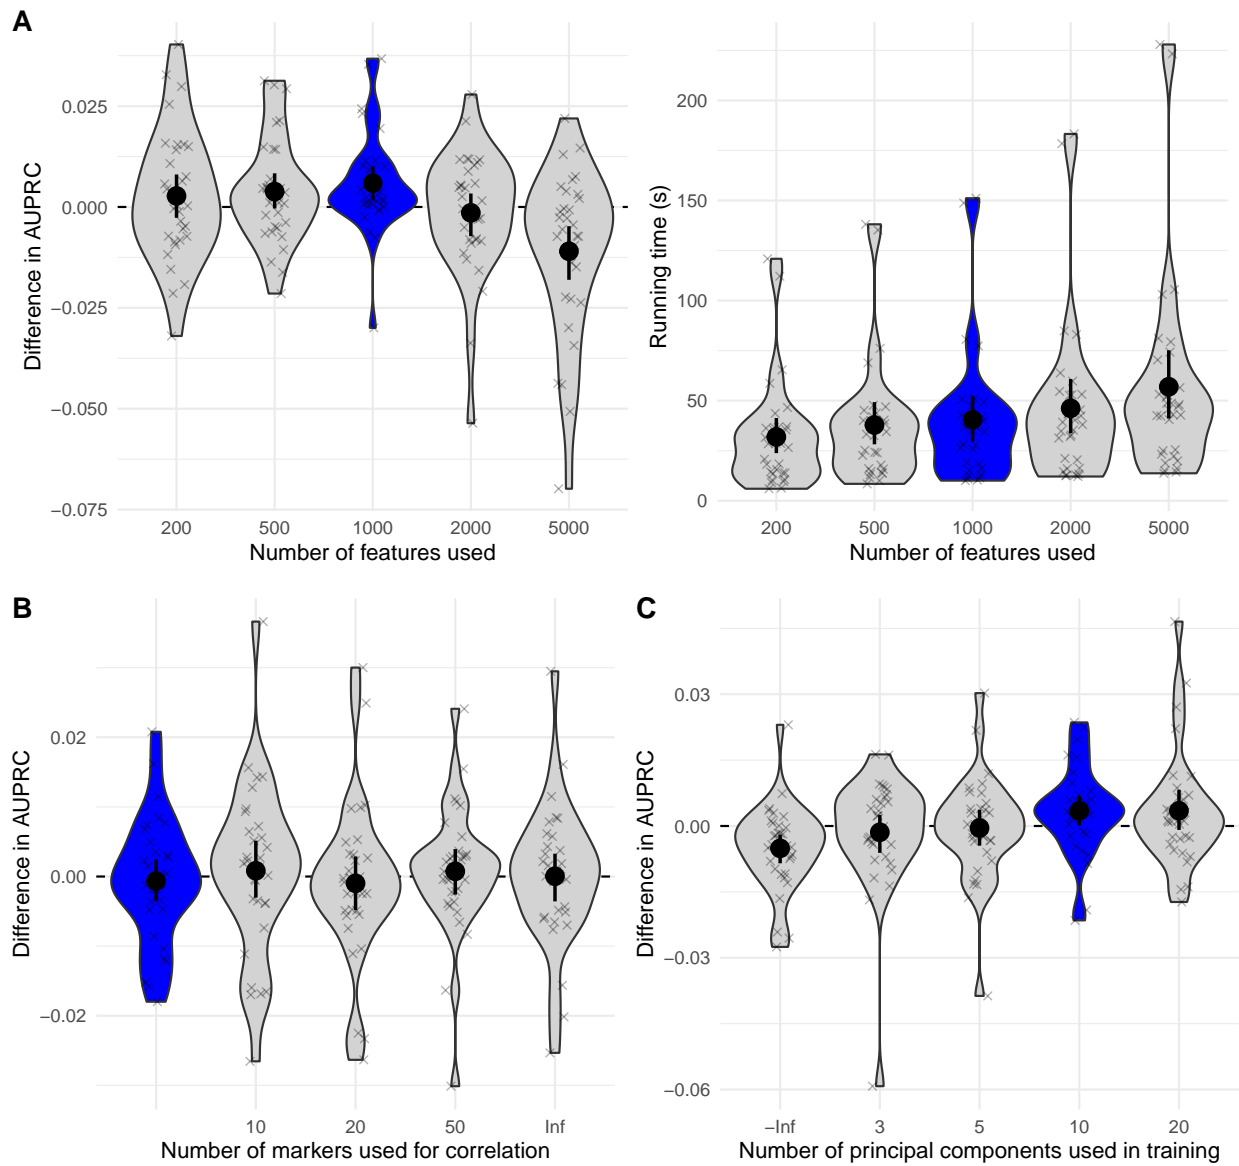 A
Difference in AUPRC
0.025
0.000
−0.025
−0.050
−0.075
200 500 1000 2000 5000
Number of features used
Running time (s)
200
150
100
50
0
200 500 1000 2000 5000
Number of features used
B
Difference in AUPRC
0.02
0.00
−0.02
10 20 50 Inf
Number of markers used for correlation
C
Difference in AUPRC
0.03
0.00
−0.03
−0.06
−Inf 3 5 10 20
Number of principal components used in training